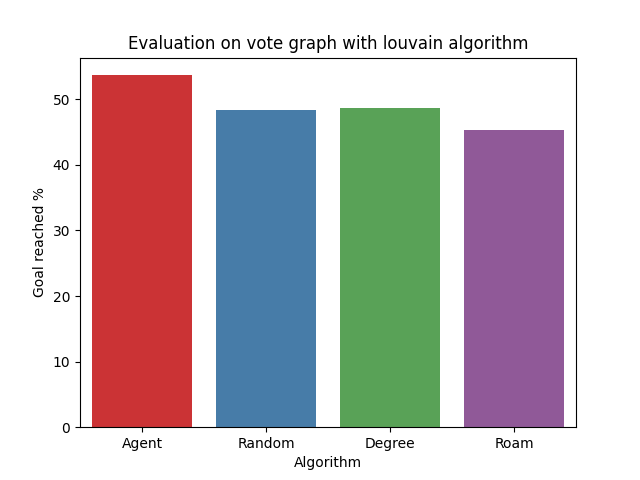 Evaluation on vote graph with louvain algorithm
Goal reached %
50
40
30
20
10
0
Agent Random Degree Roam
Algorithm